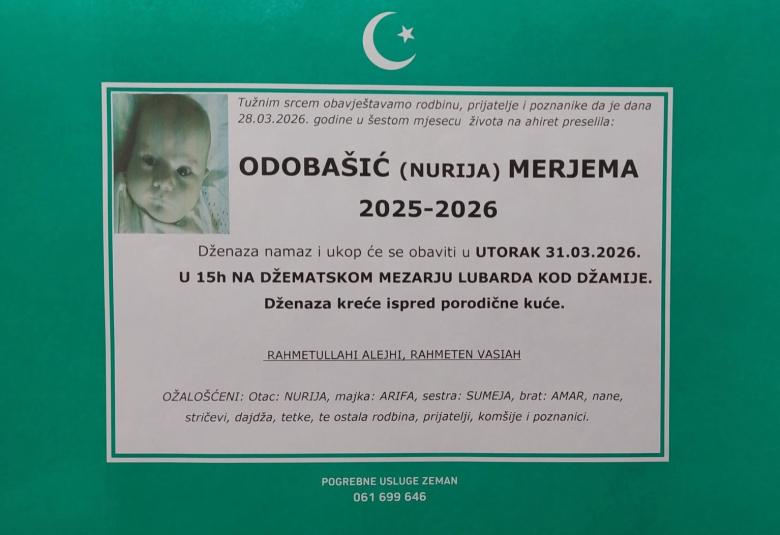 Tužnim srcem obavještavamo rodbinu, prijatelje i poznanike da je dana
28.03.2026. godine u šestom mjesecu života na ahiret preselila:
ODOBAŠIĆ (NURIJA) MERJEMA
2025-2026
Dženaza namaz i ukop će se obaviti u UTORAK 31.03.2026.
U 15h NA DŽEMATSKOM MEZARJU LUBARDA KOD DŽAMIJE.
Dženaza kreće ispred porodične kuće.
RAHMETULLAHI ALEJHI, RAHMETEN VASIAH
OŽALOŠĆENI: Otac: NURIJA, majka: ARIFA, sestra: SUMEJA, brat: AMAR, nane,
stričevi, dajdža, tetke, te ostala rodbina, prijatelji, komšije i poznanici.
POGREBNE USLUGE ZEMAN
061 699 646